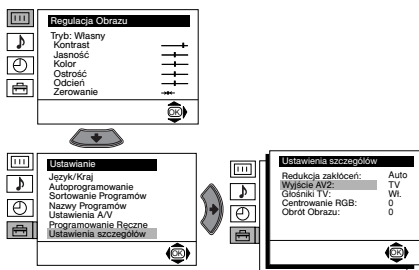 Regulacja Obrazu
Tryb: Własny
Kontrast
Jasność
Kolor
Ostrość
Odcień
Zerowanie
OK
Ustawianie
Język/Kraj
Autoprogramowanie
Sortowanie Programów
Nazwy Programów
Ustawienia A/V
Programowanie Ręczne
Ustawienia szczegółów
OK
Ustawienia szczegółów
Redukcja zakłóceń: Auto
Wyjście AV2: TV
Głośniki TV: Wł.
Centrowanie RGB: 0
Obrót Obrazu: 0
OK